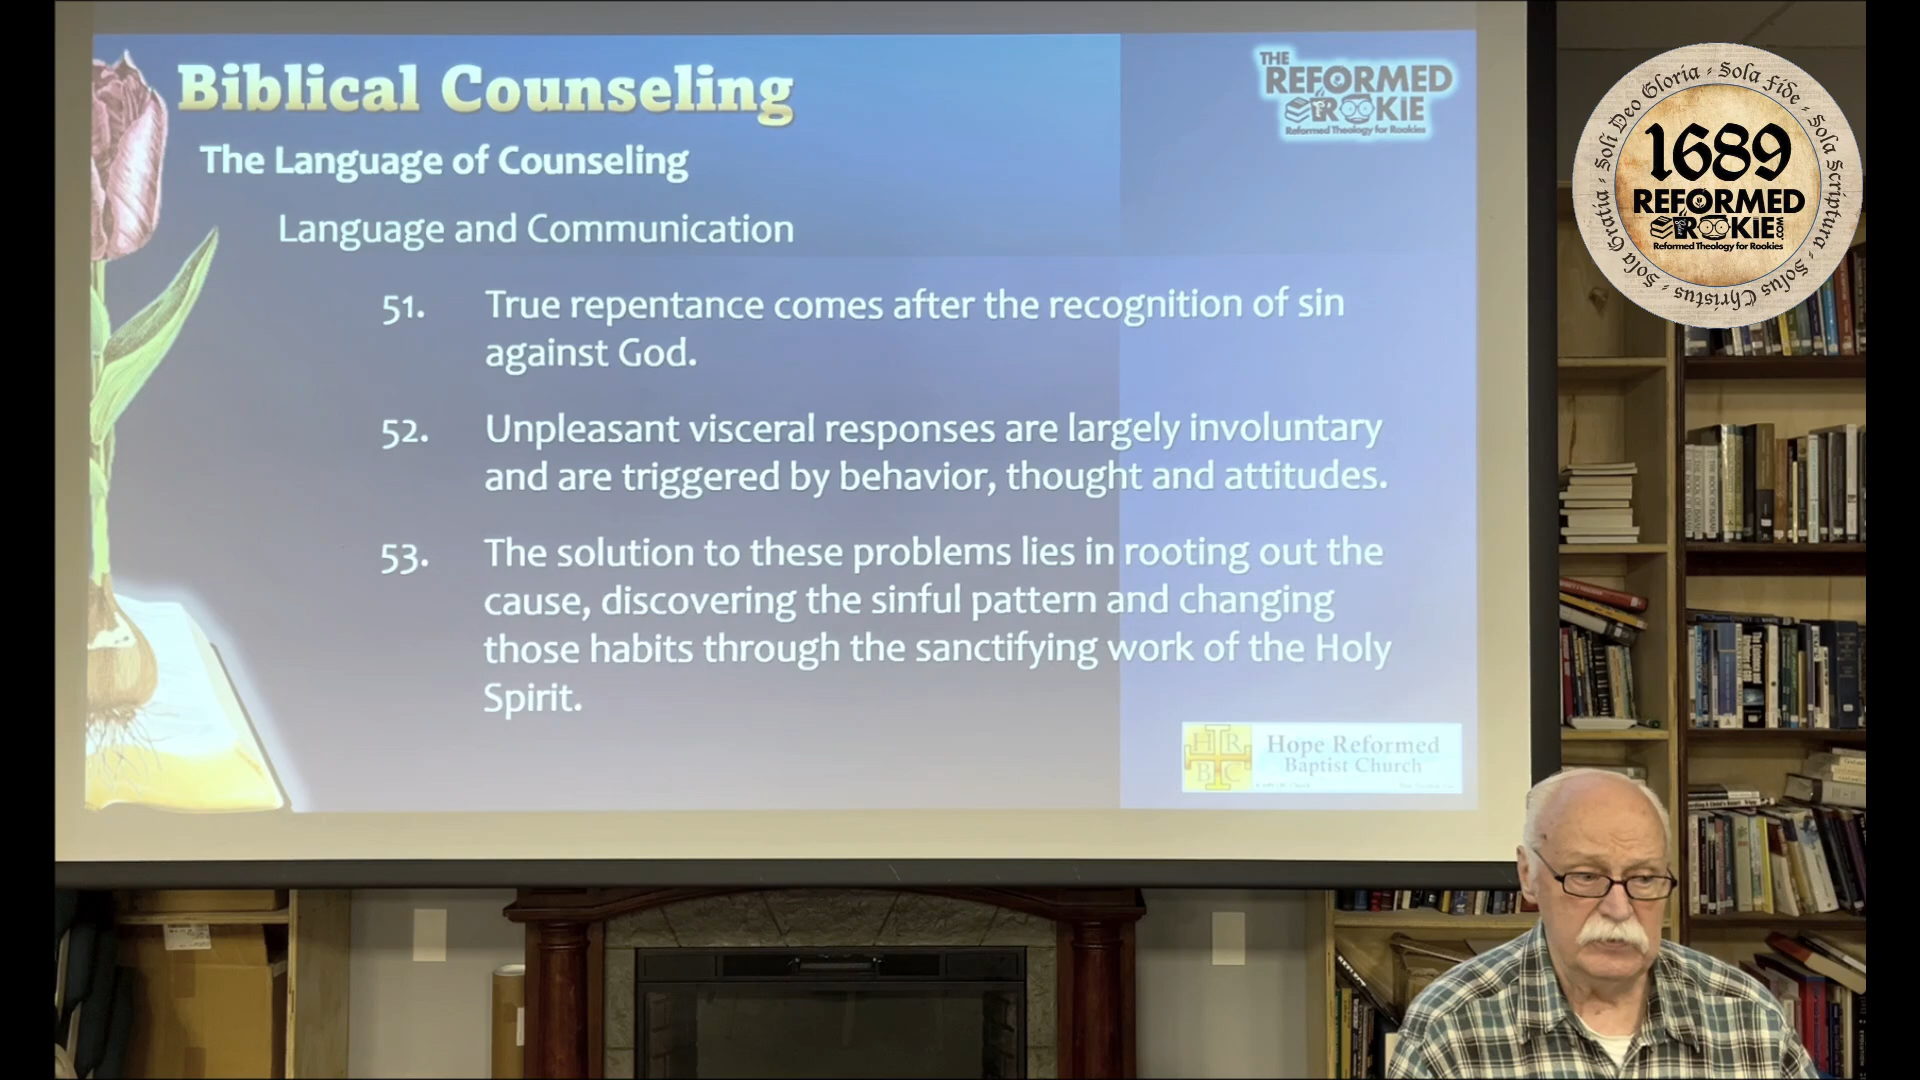 Biblical Counseling
The Language of Counseling
Language and Communication
51. True repentance comes after the recognition of sin
against God.
52. Unpleasant visceral responses are largely involuntary
and are triggered by behavior, thought and attitudes.
53. The solution to these problems lies in rooting out the
cause, discovering the sinful pattern and changing
those habits through the sanctifying work of the Holy
Spirit.
THE
REFORMED
ROOKIE
Reformed Theology for Rookies
HR
BC
Hope Reformed
Baptist Church
Soli Deo Gloria - Sola Fide - Sola Scriptura - Solus Christus - Sola Gratia -
1689
REFORMED
ROOKIE.COM
Reformed Theology for Rookies